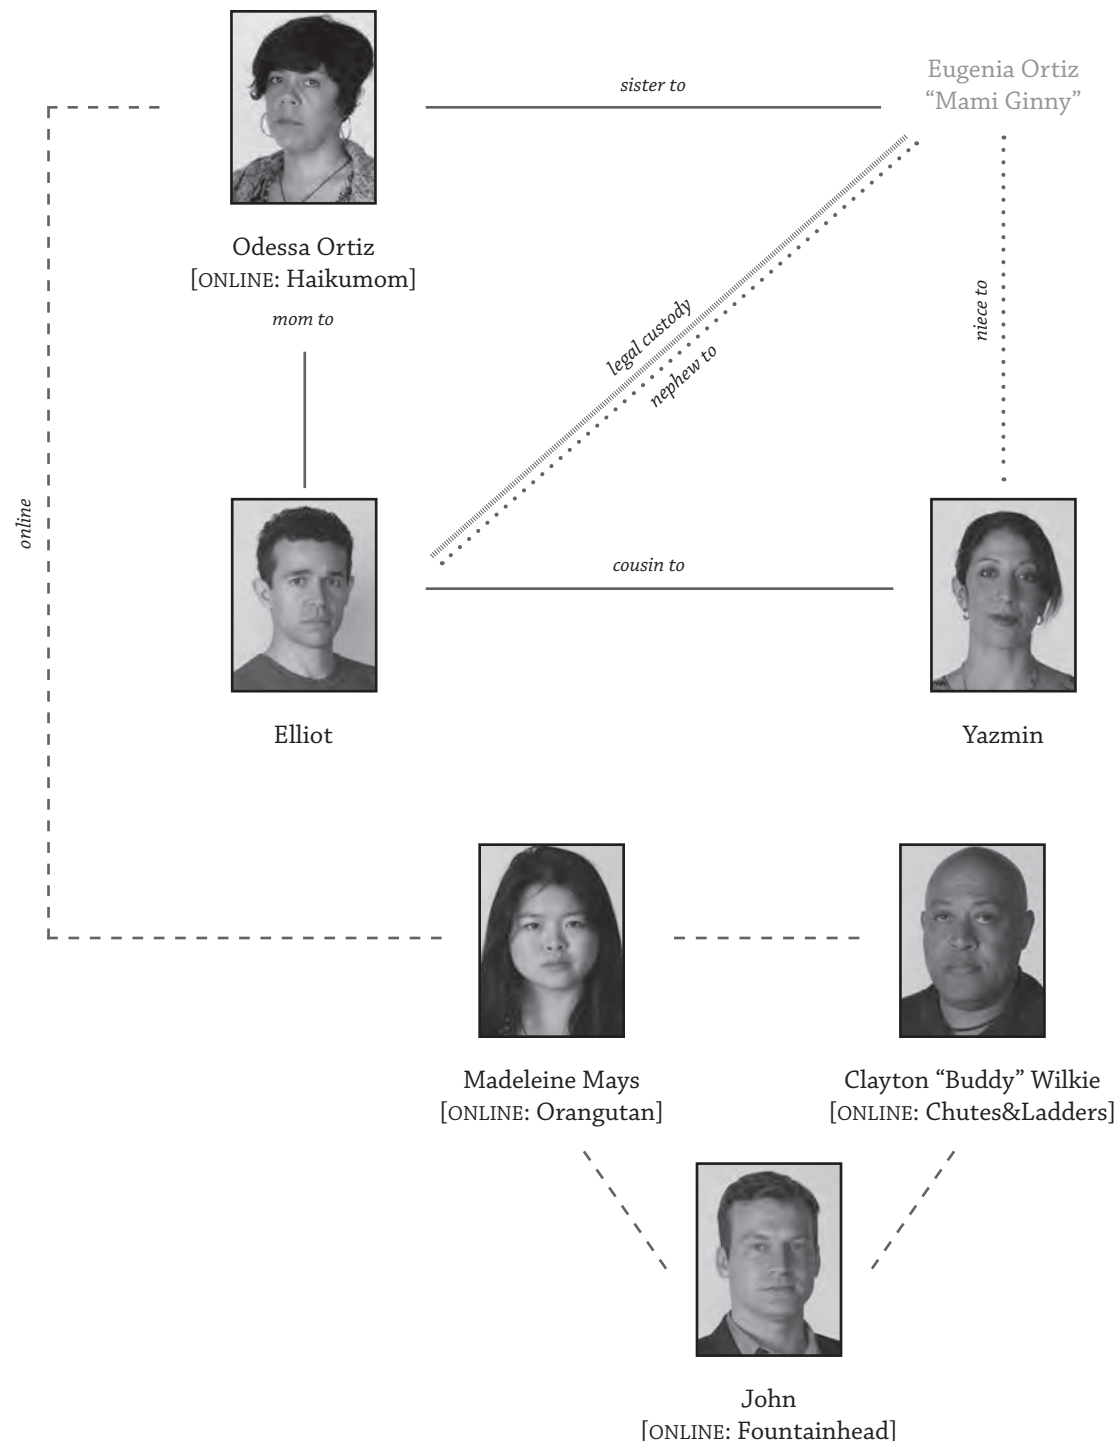 sister to
Eugenia Ortiz
“Mami Ginny”
Odessa Ortiz
[ONLINE: Haikumom]
mom to
legal custody
nephew to
niece to
online
cousin to
Elliot
Yazmin
Madeleine Mays
[ONLINE: Orangutan]
Clayton “Buddy” Wilkie
[ONLINE: Chutes&Ladders]
John
[ONLINE: Fountainhead]